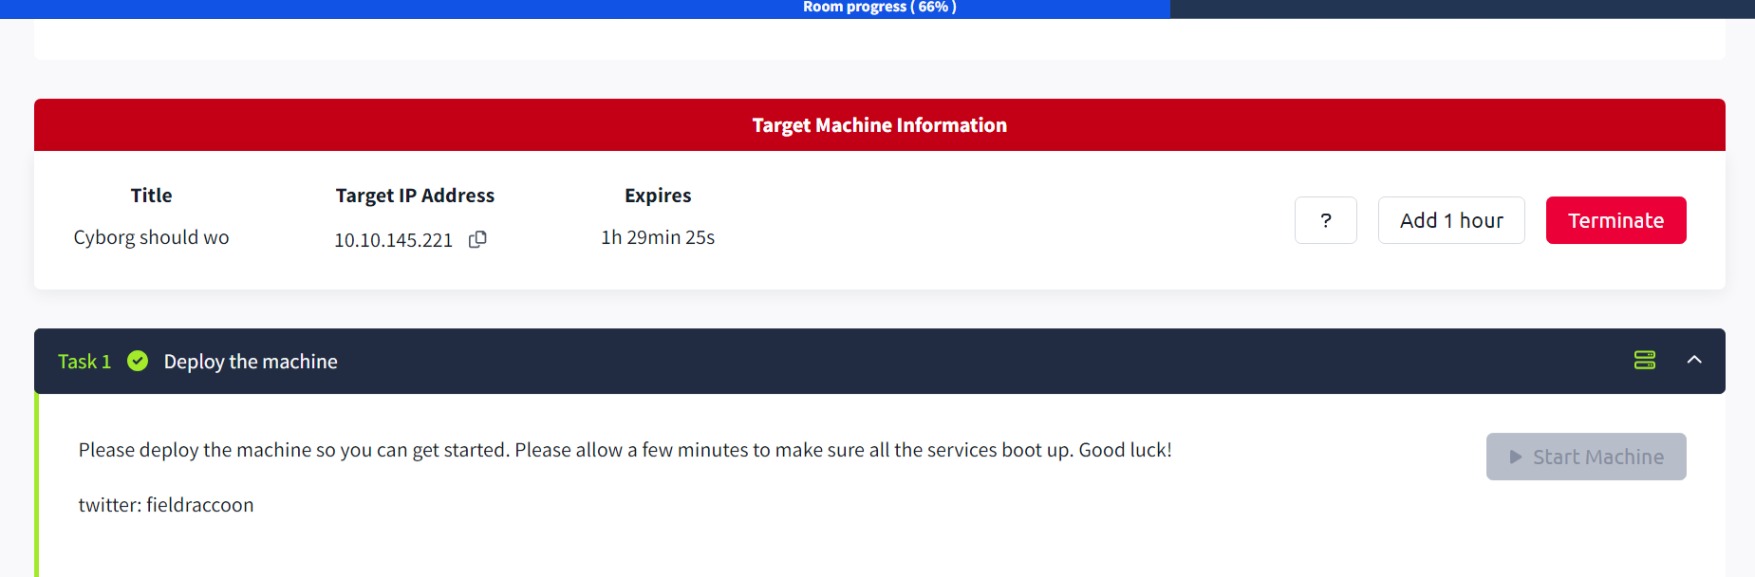 Room progress ( 66% )
Target Machine Information
Title Target IP Address Expires
Cyborg should wo 10.10.145.221 1h 29min 25s ? Add 1 hour Terminate
Task 1 Deploy the machine
Please deploy the machine so you can get started. Please allow a few minutes to make sure all the services boot up. Good luck! Start Machine
twitter: fieldraccoon